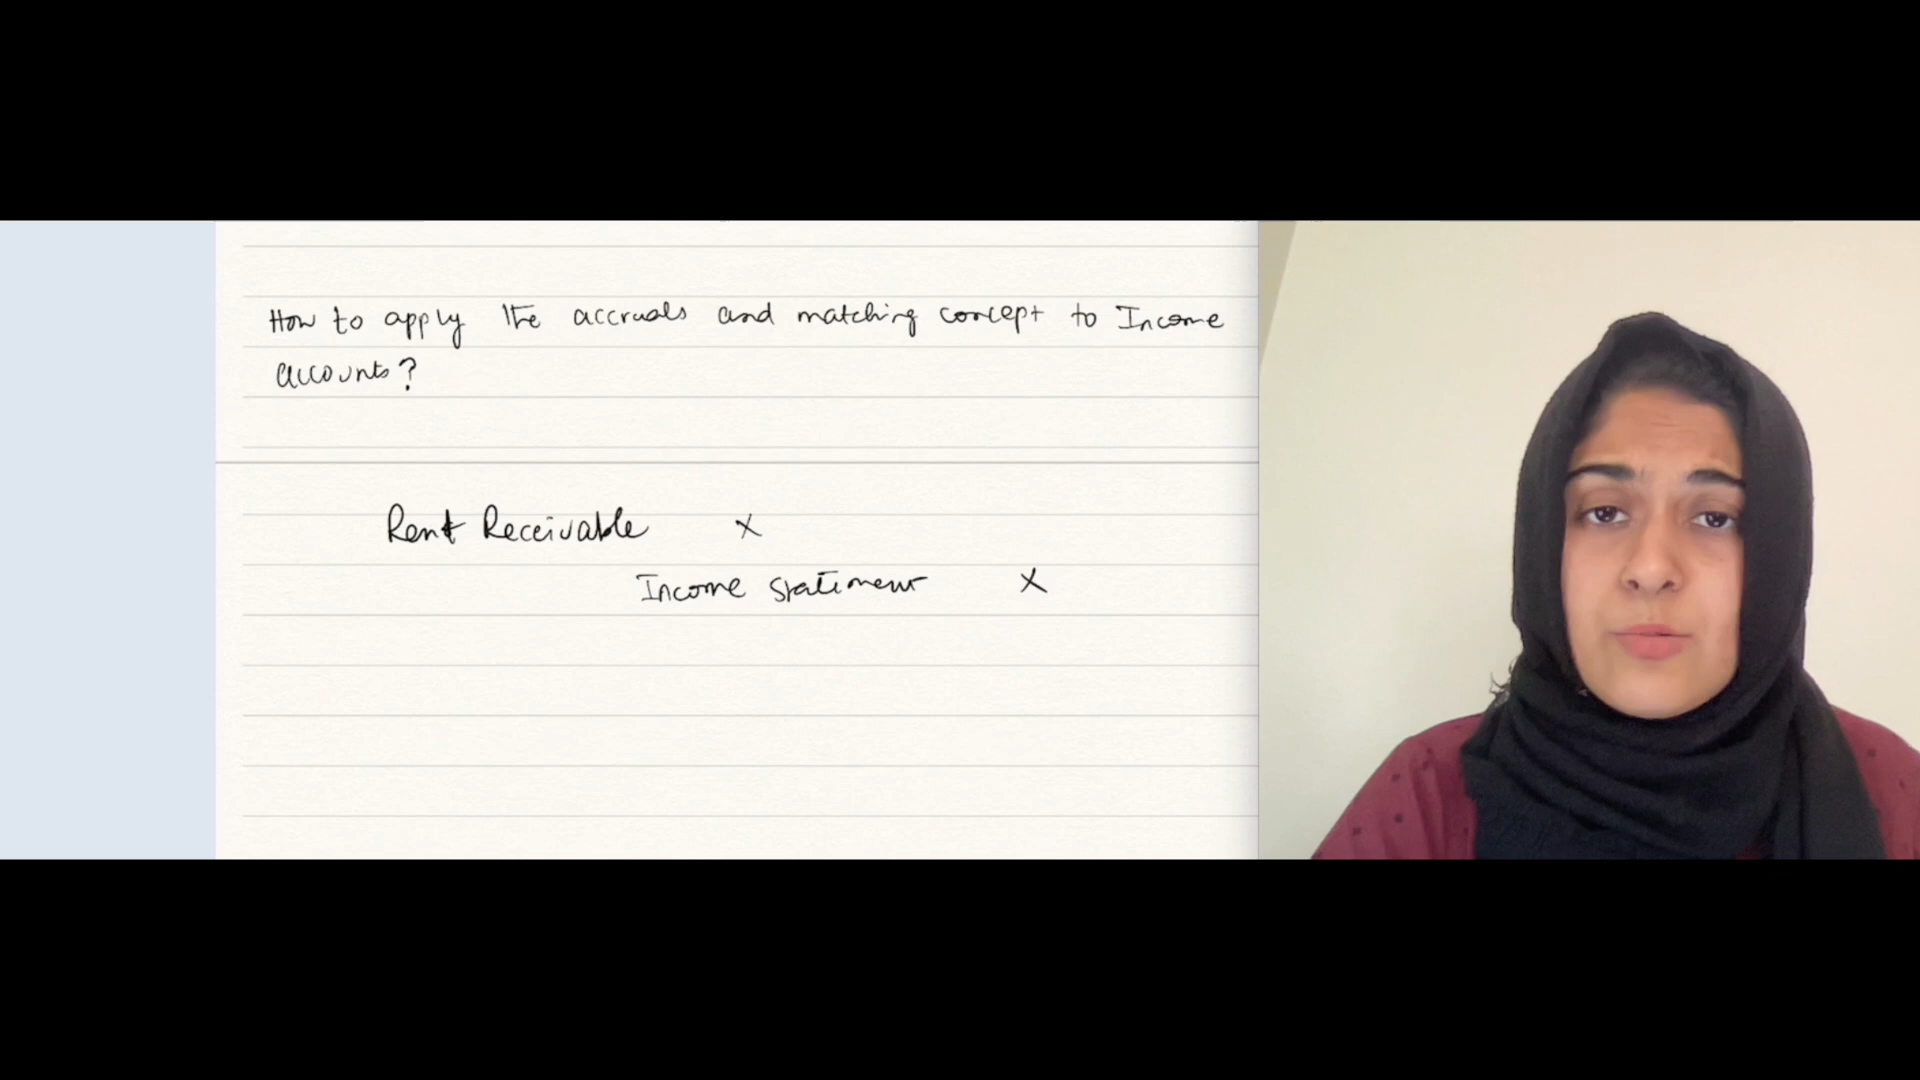 How to apply the accruals and matching concept to Income
accounts?
Rent Receivable X
Income statement X